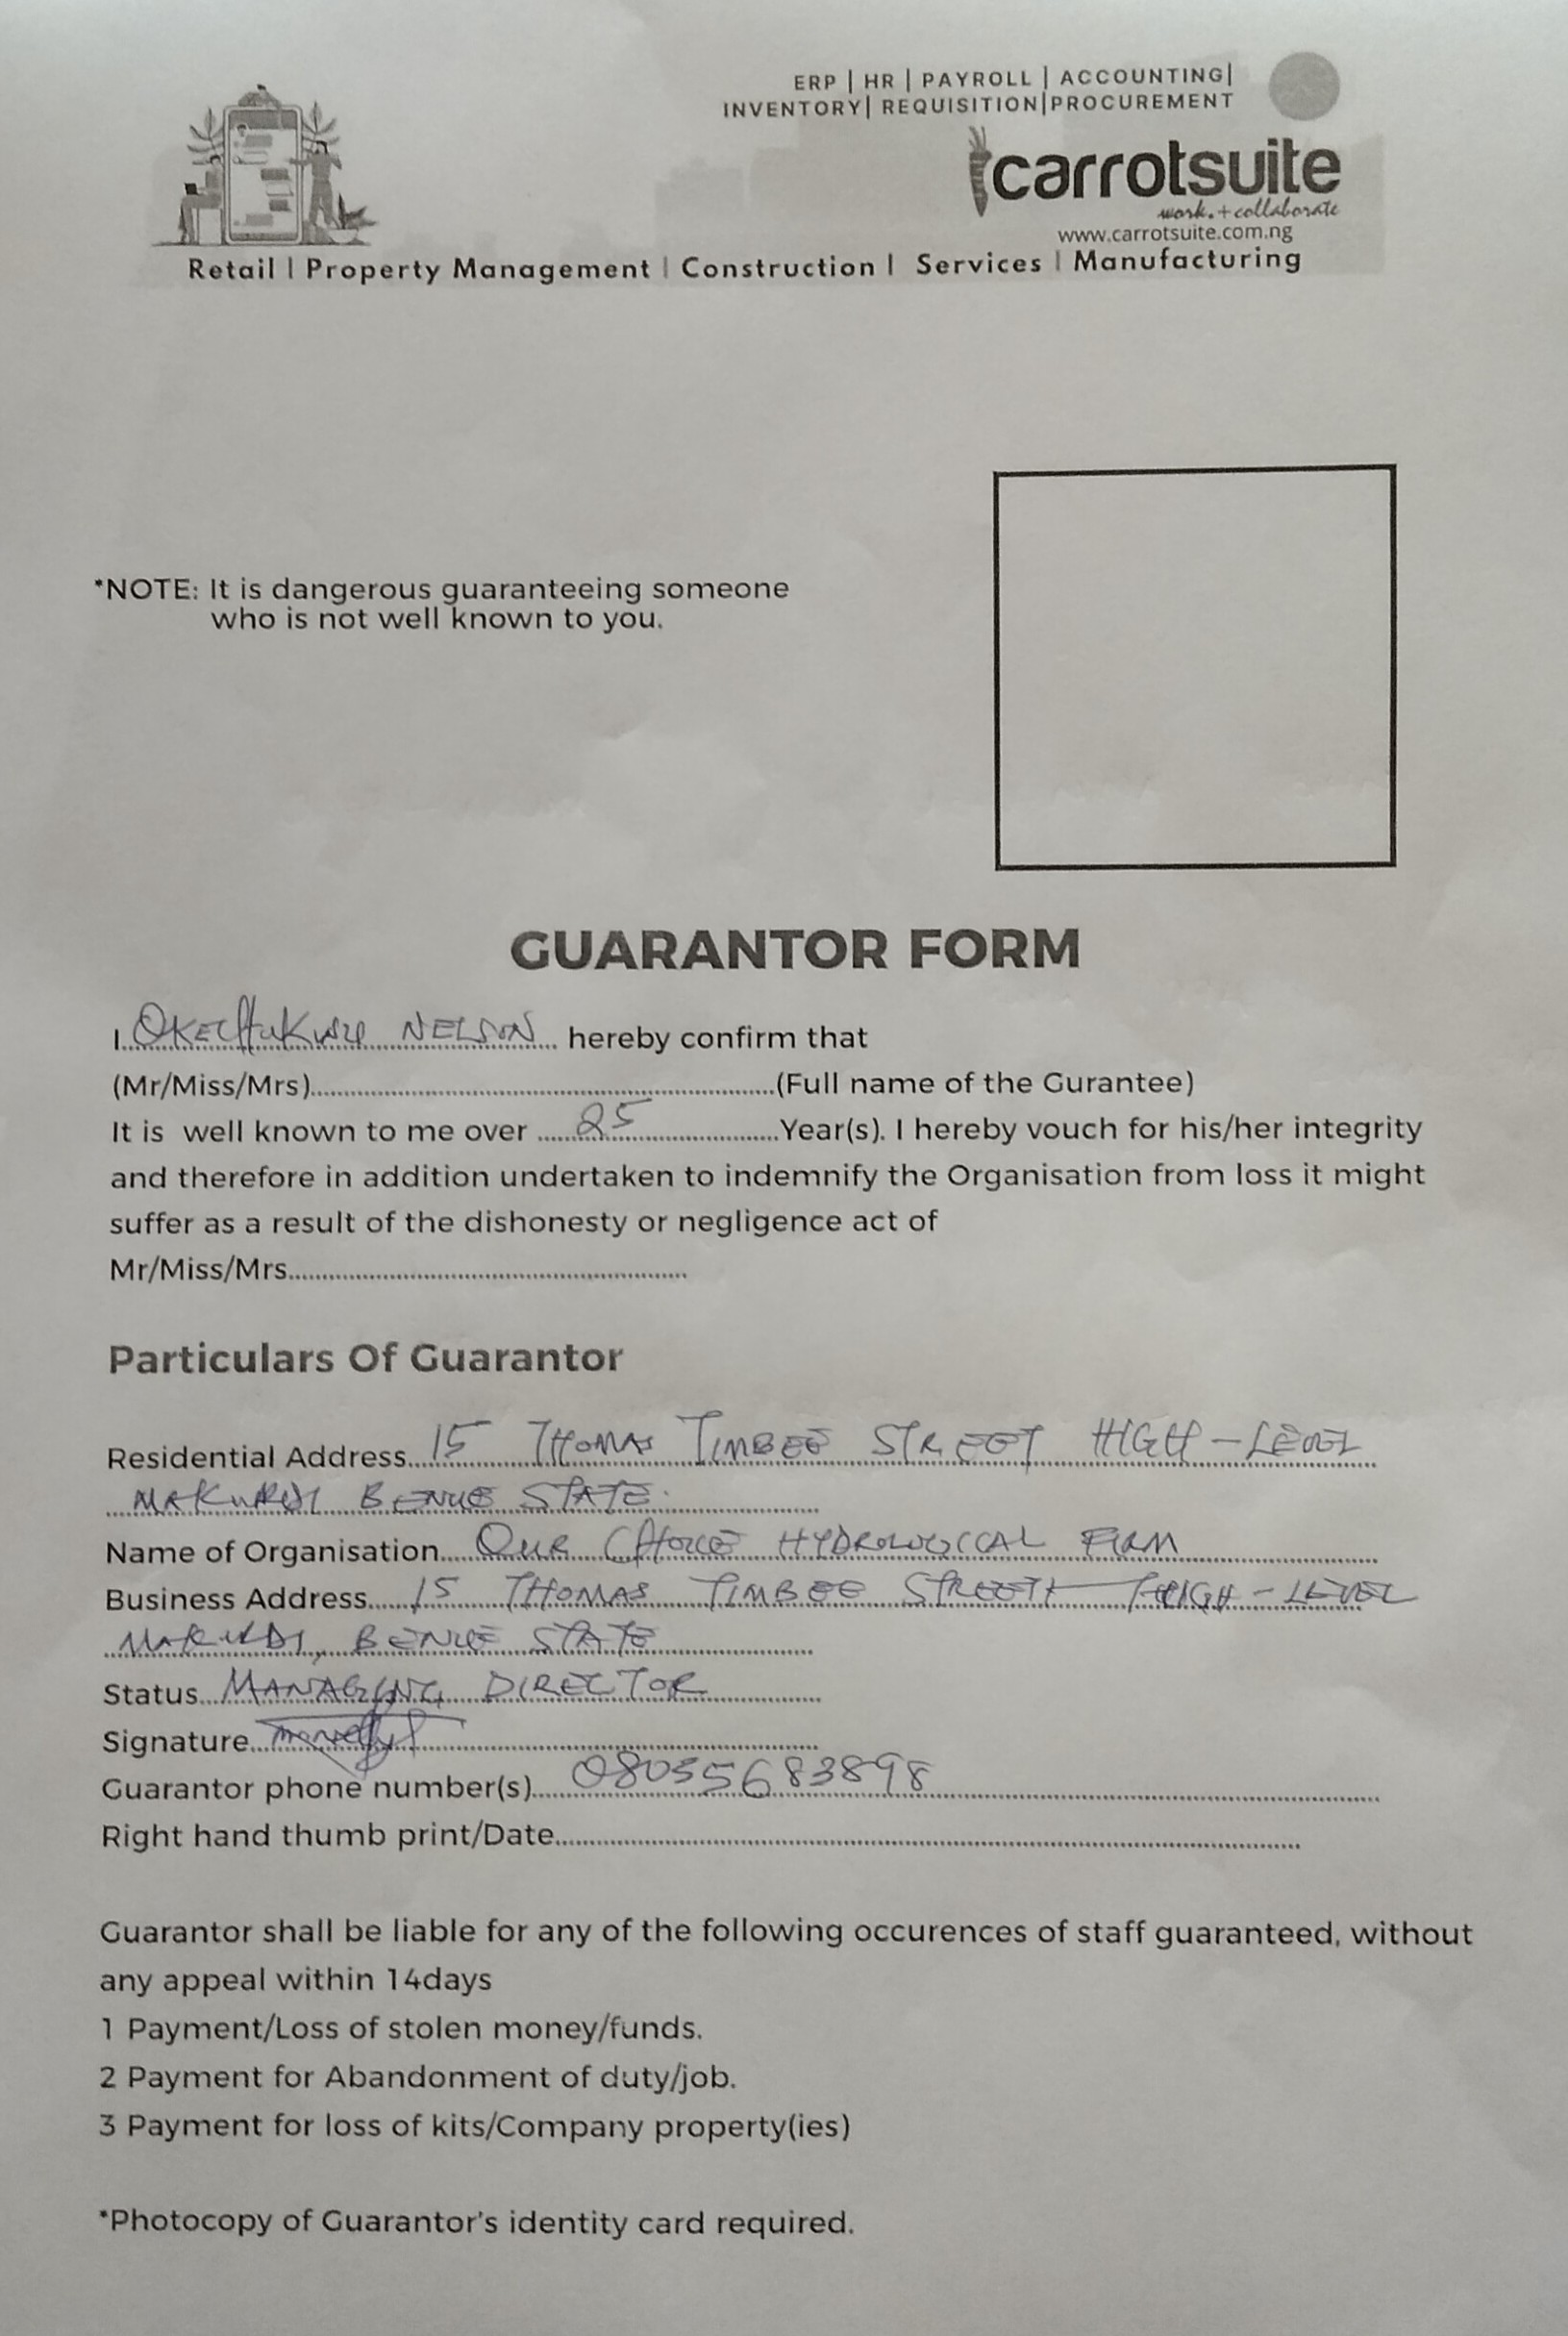 ERP | HR | PAYROLL | ACCOUNTING|
INVENTORY| REQUISITION|PROCUREMENT
carrotsuite
work.+collaborate
www.carrotsuite.com.ng
Retail | Property Management | Construction | Services | Manufacturing
*NOTE: It is dangerous guaranteeing someone
who is not well known to you.
GUARANTOR FORM
I OKECHUKWU NELSON hereby confirm that
(Mr/Miss/Mrs)..........(Full name of the Gurantee)
It is well known to me over 25 Year(s). I hereby vouch for his/her integrity
and therefore in addition undertaken to indemnify the Organisation from loss it might
suffer as a result of the dishonesty or negligence act of
Mr/Miss/Mrs..........
Particulars Of Guarantor
Residential Address 15 THOMAS TIMBEE STREET HIGH-LEVEL
MAKURDI BENUE STATE.
Name of Organisation OUR CHOICE HYDROLOGICAL FIRM
Business Address 15 THOMAS TIMBEE STREET HIGH-LEVEL
MAKURDI, BENUE STATE
Status MANAGING DIRECTOR
Signature
Guarantor phone number(s) 08035683898
Right hand thumb print/Date..........
Guarantor shall be liable for any of the following occurences of staff guaranteed, without
any appeal within 14days
1 Payment/Loss of stolen money/funds.
2 Payment for Abandonment of duty/job.
3 Payment for loss of kits/Company property(ies)
*Photocopy of Guarantor's identity card required.